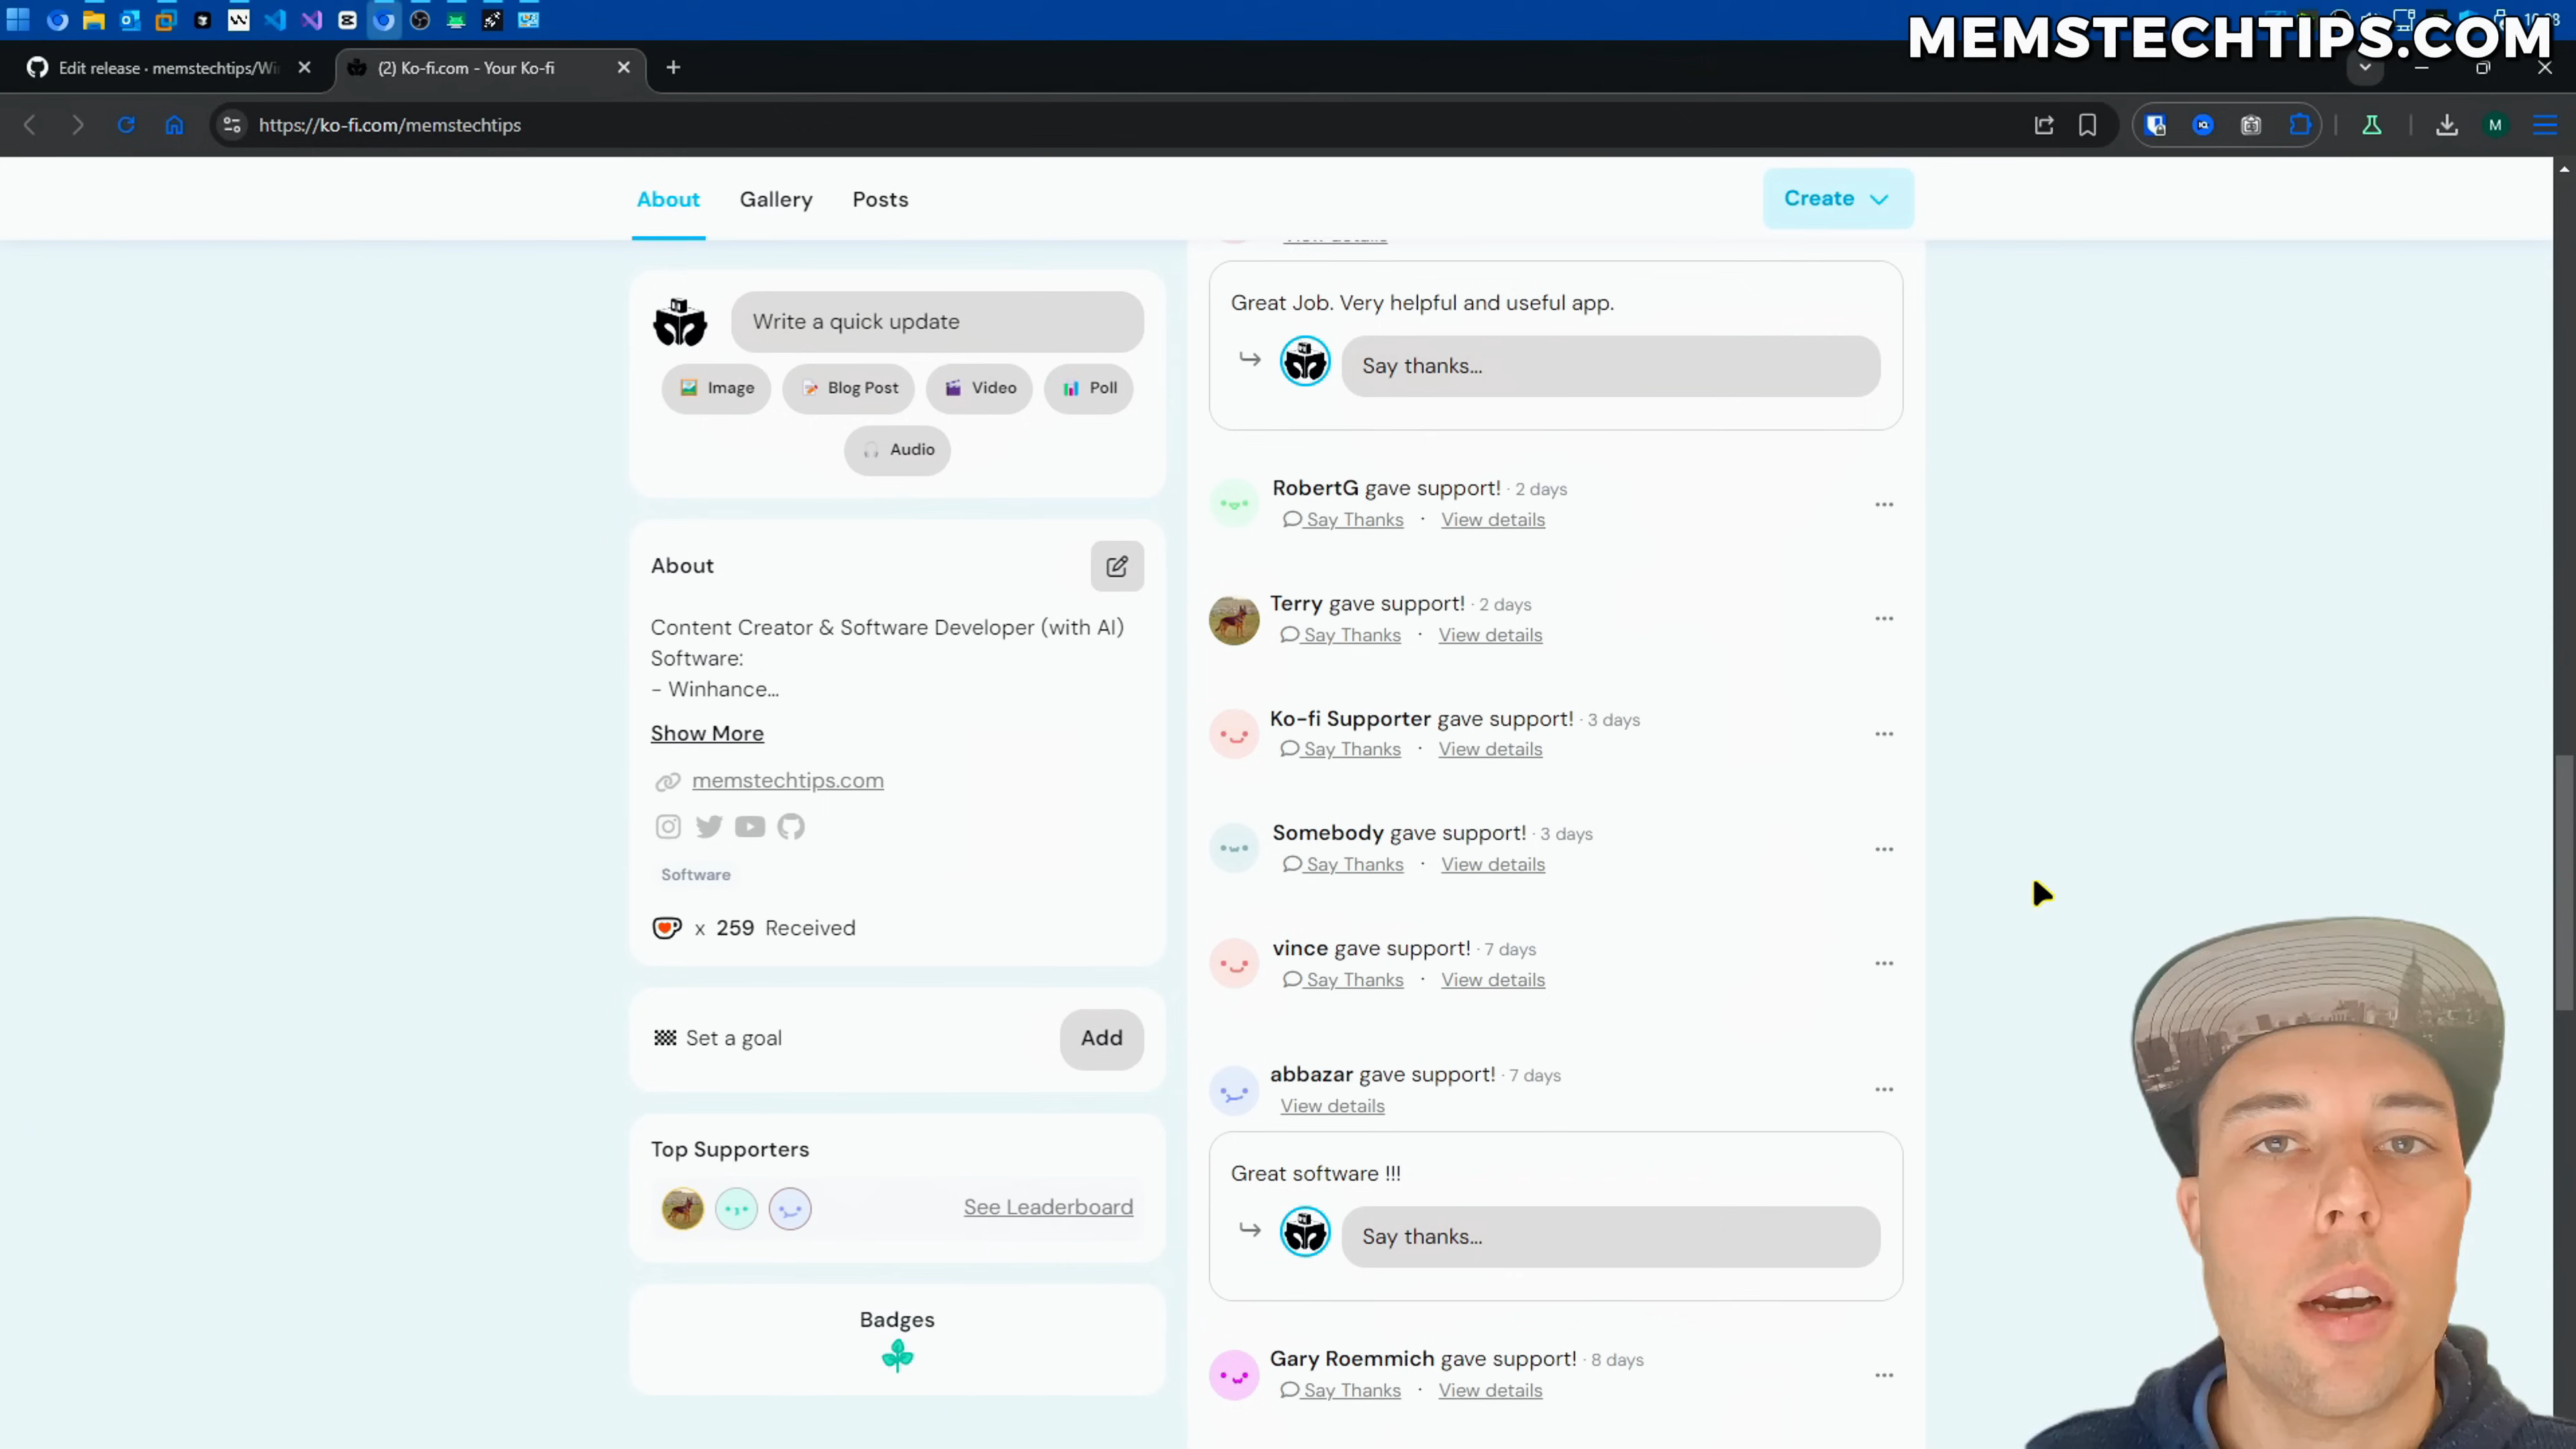 MEMSTECHTIPS.COM
Edit release · memstechtips/Wi
(2) Ko-fi.com - Your Ko-fi
https://ko-fi.com/memstechtips
M
About
Gallery
Posts
Create
Write a quick update
Image
Blog Post
Video
Poll
Audio
About
Content Creator & Software Developer (with AI)
Software:
- Winhance...
Show More
memstechtips.com
Software
x 259 Received
Set a goal
Add
Top Supporters
See Leaderboard
Badges
View details
Great Job. Very helpful and useful app.
Say thanks...
RobertG gave support! · 2 days
Say Thanks · View details
Terry gave support! · 2 days
Say Thanks · View details
Ko-fi Supporter gave support! · 3 days
Say Thanks · View details
Somebody gave support! · 3 days
Say Thanks · View details
vince gave support! · 7 days
Say Thanks · View details
abbazar gave support! · 7 days
View details
Great software !!!
Say thanks...
Gary Roemmich gave support! · 8 days
Say Thanks · View details